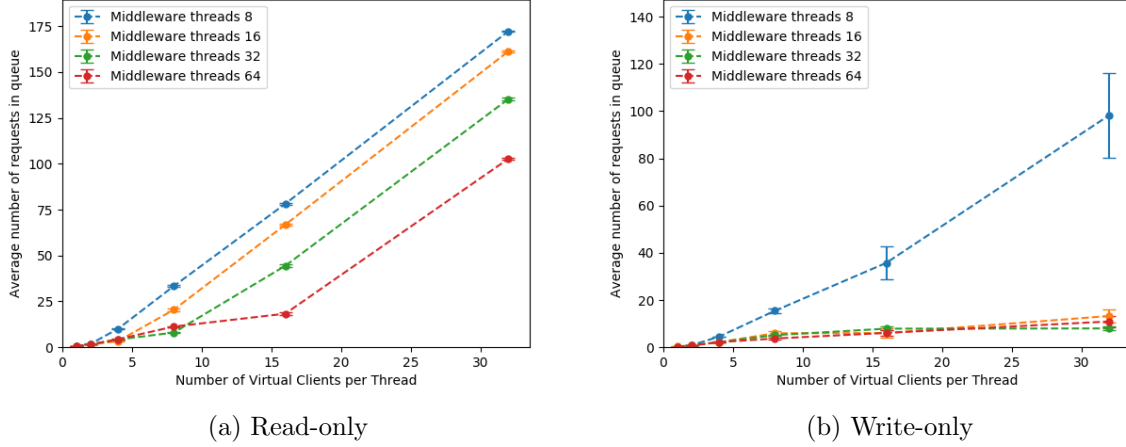 Average number of requests in queue
175
150
125
100
75
50
25
0
Middleware threads 8
Middleware threads 16
Middleware threads 32
Middleware threads 64
0 5 10 15 20 25 30
Number of Virtual Clients per Thread
(a) Read-only
Average number of requests in queue
140
120
100
80
60
40
20
0
Middleware threads 8
Middleware threads 16
Middleware threads 32
Middleware threads 64
0 5 10 15 20 25 30
Number of Virtual Clients per Thread
(b) Write-only